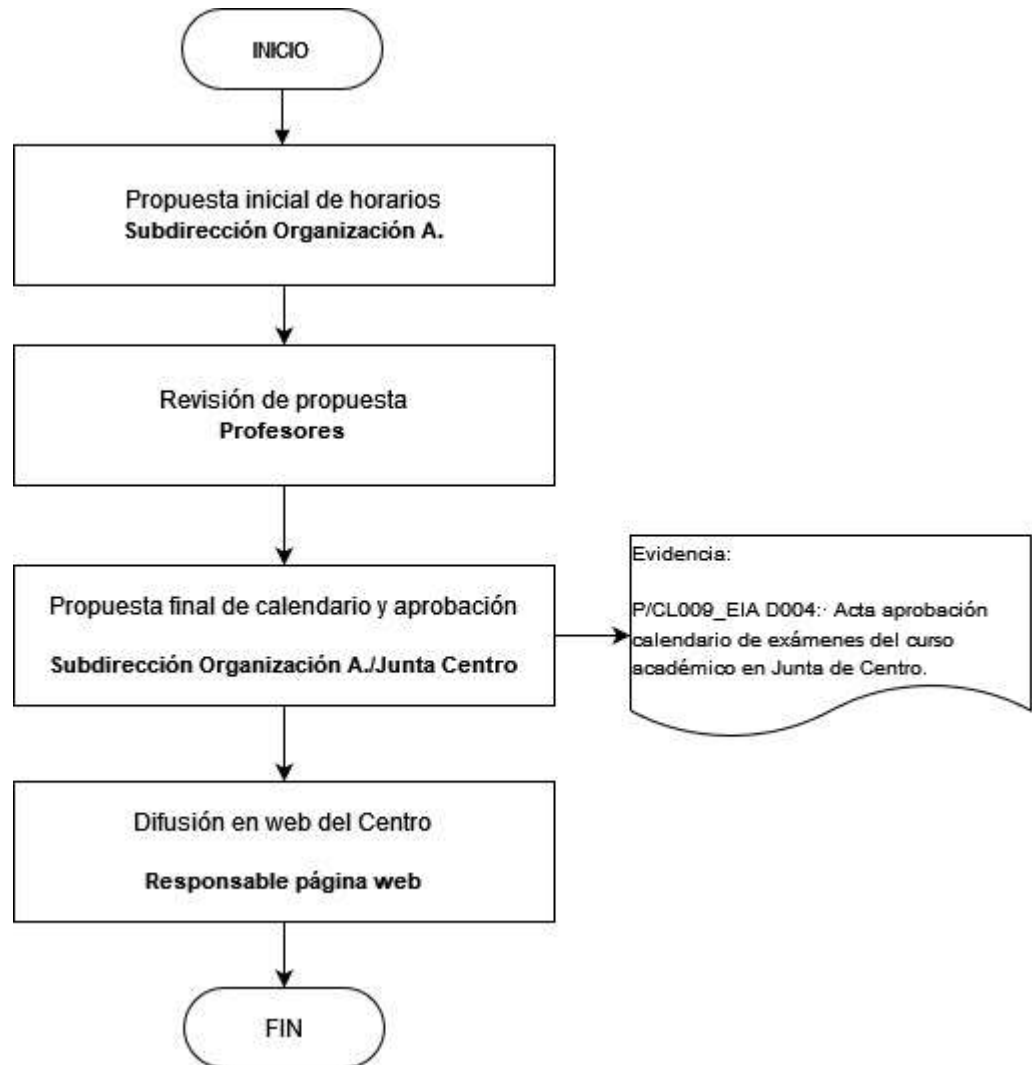 INICIO
Propuesta inicial de horarios
Subdirección Organización A.
Revisión de propuesta
Profesores
Propuesta final de calendario y aprobación
Subdirección Organización A./Junta Centro
Evidencia:
P/CL009_EIA D004:· Acta aprobación
calendario de exámenes del curso
académico en Junta de Centro.
Difusión en web del Centro
Responsable página web
FIN